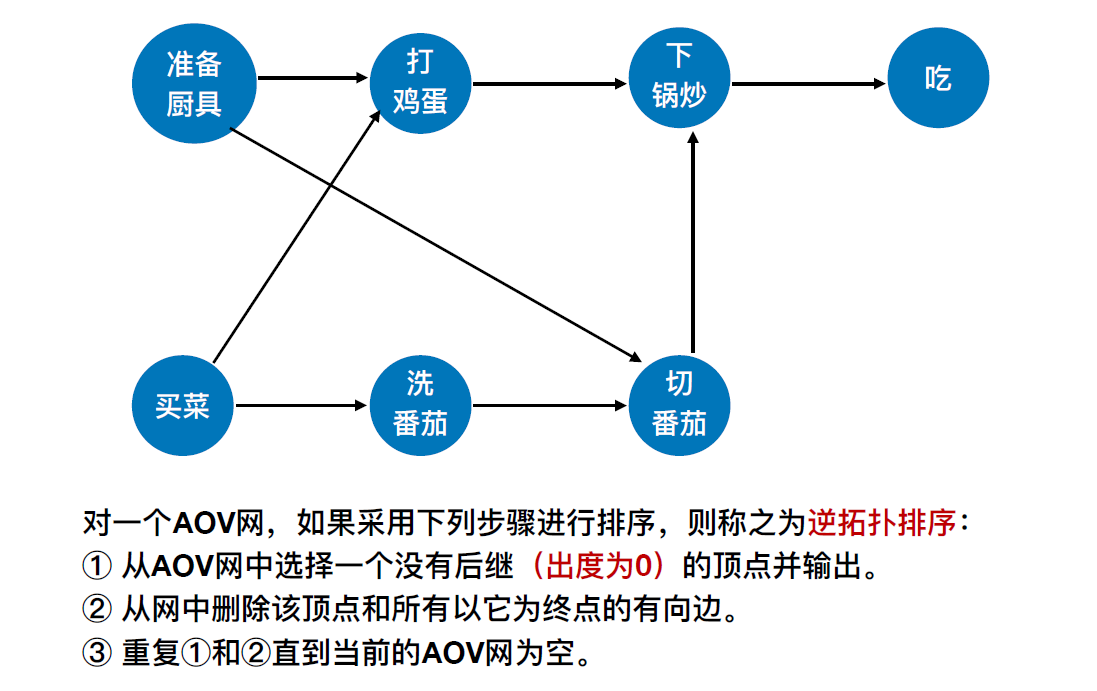 准备
厨具
打
鸡蛋
下
锅炒
吃
买菜
洗
番茄
切
番茄
对一个AOV网，如果采用下列步骤进行排序，则称之为逆拓扑排序：
① 从AOV网中选择一个没有后继（出度为0）的顶点并输出。
② 从网中删除该顶点和所有以它为终点的有向边。
③ 重复①和②直到当前的AOV网为空。